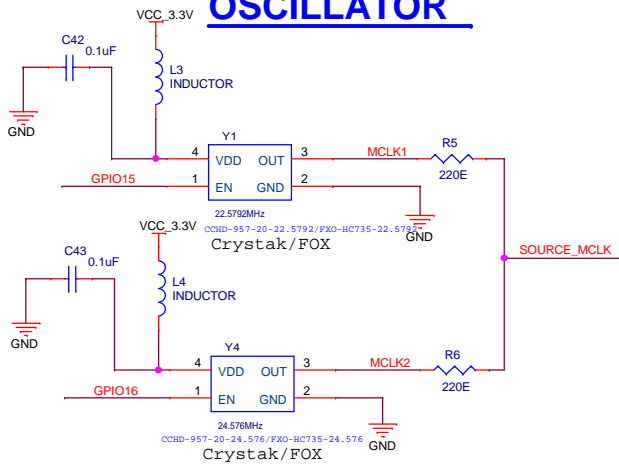 OSCILLATOR
VCC_3.3V
C42
0.1uF
L3
INDUCTOR
GND
Y1
4
VDD
OUT
3
MCLK1
R5
220E
GPIO15
1
EN
GND
2
GND
22.5792MHz
CCHD-957-20-22.5792/FXO-HC735-22.5792
Crystak/FOX
SOURCE_MCLK
VCC_3.3V
C43
0.1uF
L4
INDUCTOR
GND
Y4
4
VDD
OUT
3
MCLK2
R6
220E
GPIO16
1
EN
GND
2
GND
24.576MHz
CCHD-957-20-24.576/FXO-HC735-24.576
Crystak/FOX